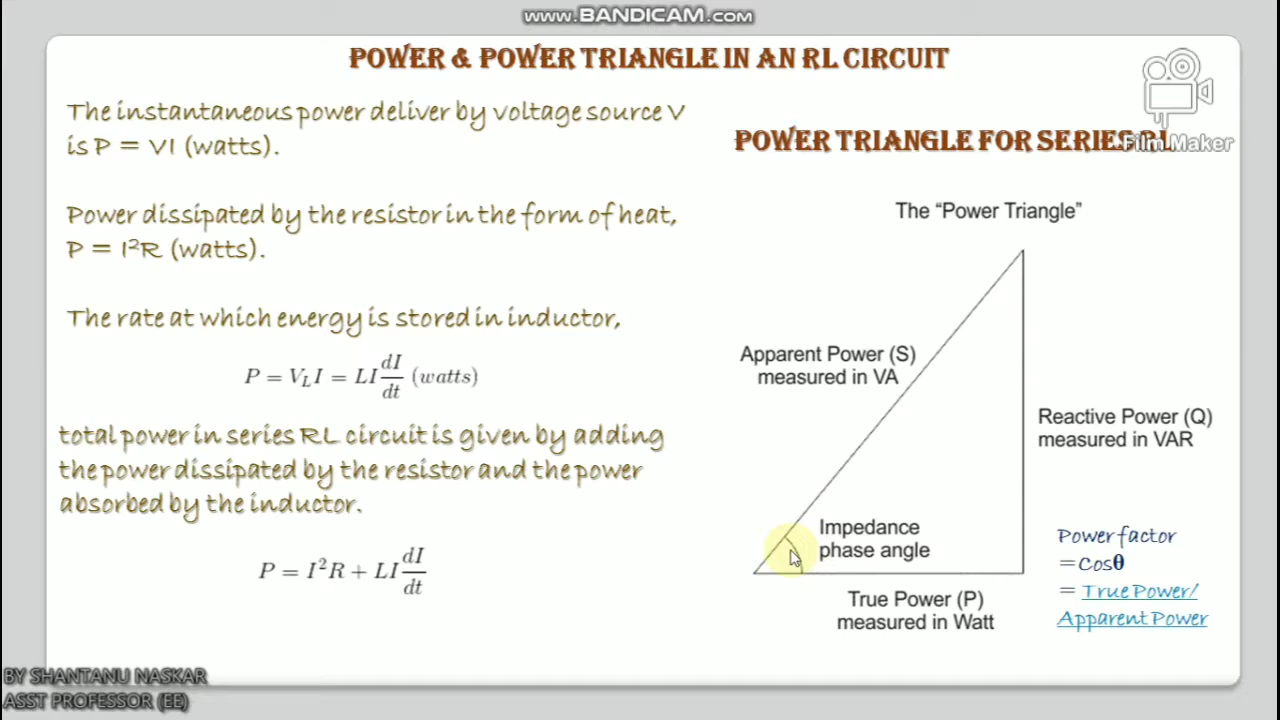 www.BANDICAM.com
POWER & POWER TRIANGLE IN AN RL CIRCUIT
The instantaneous power deliver by voltage source V
is P = VI (watts).
Power dissipated by the resistor in the form of heat,
P = I²R (watts).
The rate at which energy is stored in inductor,
P = V_L I = LI dI/dt (watts)
total power in series RL circuit is given by adding
the power dissipated by the resistor and the power
absorbed by the inductor.
P = I²R + LI dI/dt
POWER TRIANGLE FOR SERIES RL
Film Maker
The “Power Triangle”
Apparent Power (S)
measured in VA
Reactive Power (Q)
measured in VAR
Impedance
phase angle
True Power (P)
measured in Watt
Power factor
=Cosθ
= True Power/
Apparent Power
BY SHANTANU NASKAR
ASST PROFESSOR (EE)